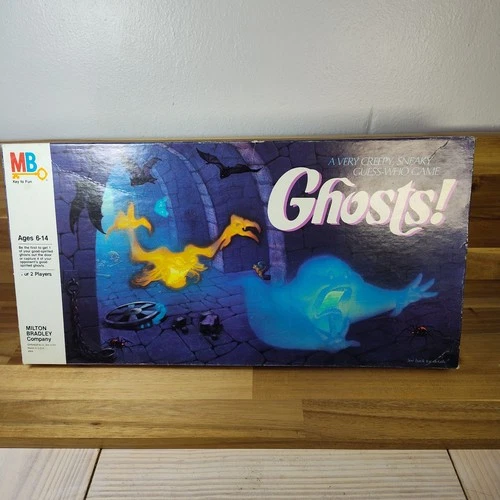 MB
Key to Fun
Ages 6-14
Be the first to get 1
of your good-spirited
ghosts out the door
or capture 4 of your
opponent's good-
spirited ghosts
or 2 Players
MILTON
BRADLEY
Company
A VERY CREEPY, SNEAKY
GUESS-WHO GAME
Ghosts!